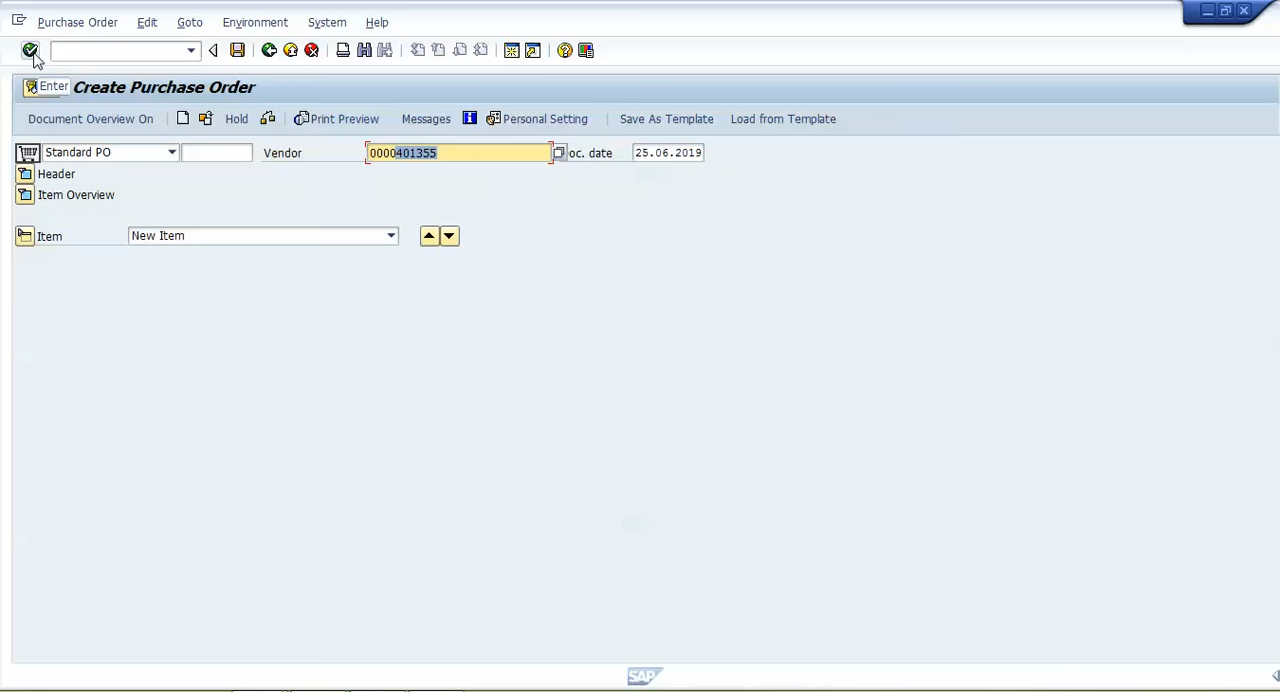 Purchase Order Edit Goto Environment System Help
Enter Create Purchase Order
Document Overview On Hold Print Preview Messages Personal Setting Save As Template Load from Template
Standard PO Vendor 0000401355 oc. date 25.06.2019
Header
Item Overview
Item New Item
SAP